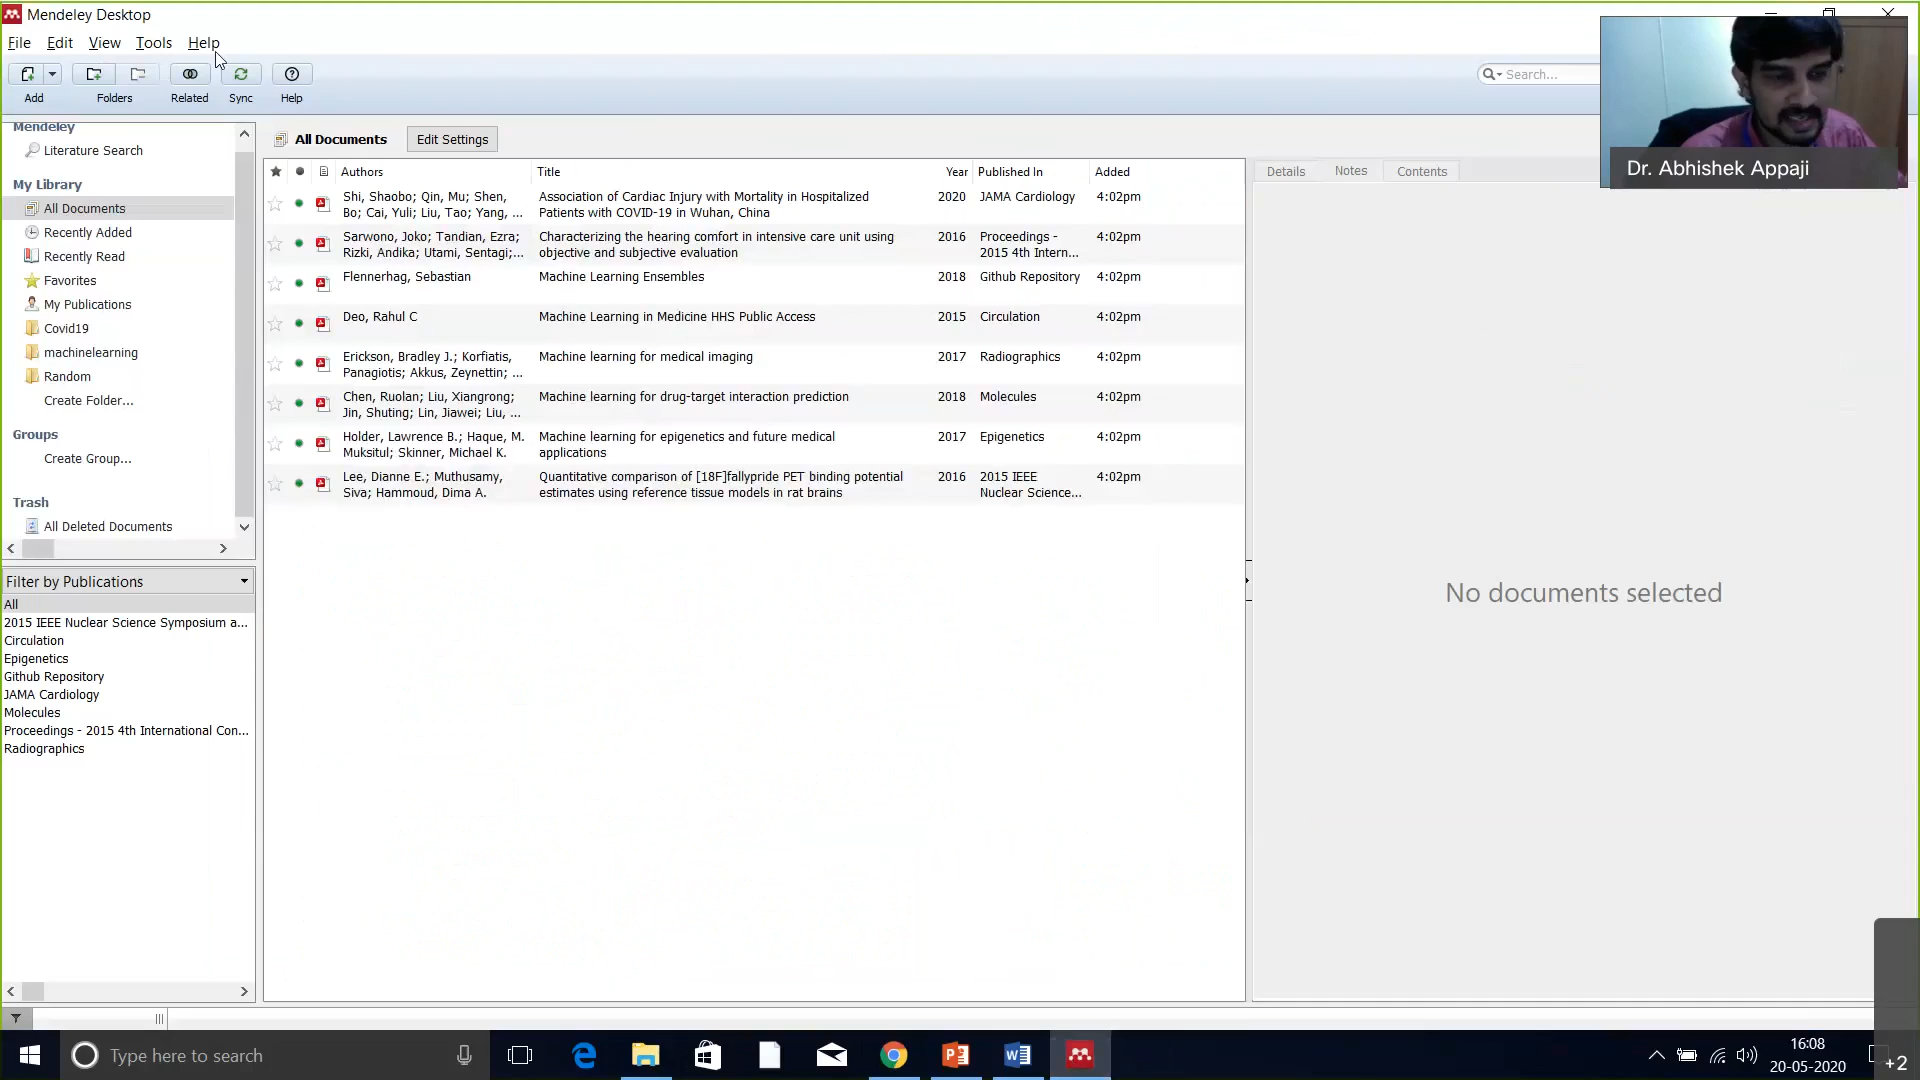 Mendeley Desktop
File Edit View Tools Help
Add Folders Related Sync Help
Search...
Dr. Abhishek Appaji
Mendeley
Literature Search
My Library
All Documents
Recently Added
Recently Read
Favorites
My Publications
Covid19
machinelearning
Random
Create Folder...
Groups
Create Group...
Trash
All Deleted Documents
Filter by Publications
All
2015 IEEE Nuclear Science Symposium a...
Circulation
Epigenetics
Github Repository
JAMA Cardiology
Molecules
Proceedings - 2015 4th International Con...
Radiographics
All Documents Edit Settings
Authors Title Year Published In Added
Shi, Shaobo; Qin, Mu; Shen, Association of Cardiac Injury with Mortality in Hospitalized 2020 JAMA Cardiology 4:02pm
Bo; Cai, Yuli; Liu, Tao; Yang, ... Patients with COVID-19 in Wuhan, China
Sarwono, Joko; Tandian, Ezra; Characterizing the hearing comfort in intensive care unit using 2016 Proceedings - 4:02pm
Rizki, Andika; Utami, Sentagi;... objective and subjective evaluation 2015 4th Intern...
Flennerhag, Sebastian Machine Learning Ensembles 2018 Github Repository 4:02pm
Deo, Rahul C Machine Learning in Medicine HHS Public Access 2015 Circulation 4:02pm
Erickson, Bradley J.; Korfiatis, Machine learning for medical imaging 2017 Radiographics 4:02pm
Panagiotis; Akkus, Zeynettin; ...
Chen, Ruolan; Liu, Xiangrong; Machine learning for drug-target interaction prediction 2018 Molecules 4:02pm
Jin, Shuting; Lin, Jiawei; Liu, ...
Holder, Lawrence B.; Haque, M. Machine learning for epigenetics and future medical 2017 Epigenetics 4:02pm
Muksitul; Skinner, Michael K. applications
Lee, Dianne E.; Muthusamy, Quantitative comparison of [18F]fallypride PET binding potential 2016 2015 IEEE 4:02pm
Siva; Hammoud, Dima A. estimates using reference tissue models in rat brains Nuclear Science...
Details Notes Contents
No documents selected
Type here to search
16:08
20-05-2020
+2